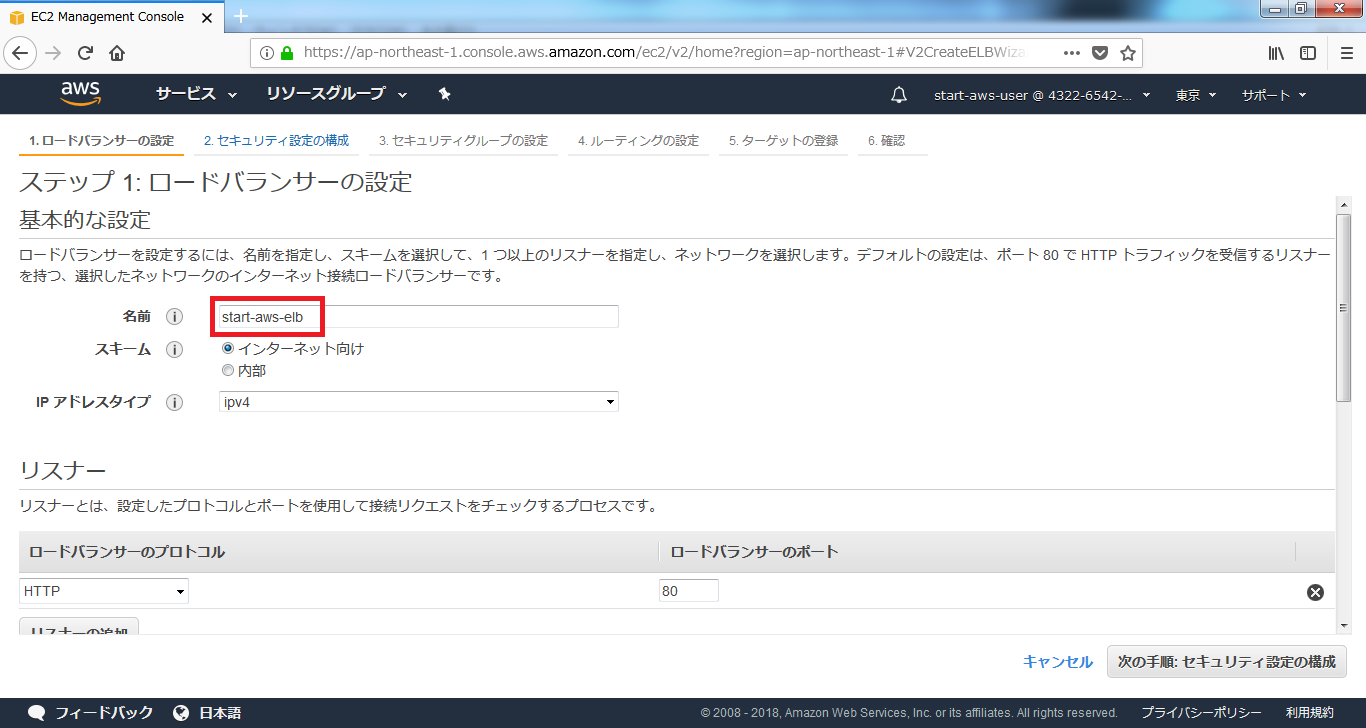 EC2 Management Console
https://ap-northeast-1.console.aws.amazon.com/ec2/v2/home?region=ap-northeast-1#V2CreateELBWiza
aws サービス リソースグループ start-aws-user @ 4322-6542-... 東京 サポート
1. ロードバランサーの設定 2. セキュリティ設定の構成 3. セキュリティグループの設定 4. ルーティングの設定 5. ターゲットの登録 6. 確認
ステップ 1: ロードバランサーの設定
基本的な設定
ロードバランサーを設定するには、名前を指定し、スキームを選択して、1 つ以上のリスナーを指定し、ネットワークを選択します。デフォルトの設定は、ポート 80 で HTTP トラフィックを受信するリスナー
を持つ、選択したネットワークのインターネット接続ロードバランサーです。
名前 start-aws-elb
スキーム インターネット向け
内部
IP アドレスタイプ ipv4
リスナー
リスナーとは、設定したプロトコルとポートを使用して接続リクエストをチェックするプロセスです。
ロードバランサーのプロトコル ロードバランサーのポート
HTTP 80
リスナーの追加
キャンセル 次の手順: セキュリティ設定の構成
フィードバック 日本語 © 2008 - 2018, Amazon Web Services, Inc. or its affiliates. All rights reserved. プライバシーポリシー 利用規約